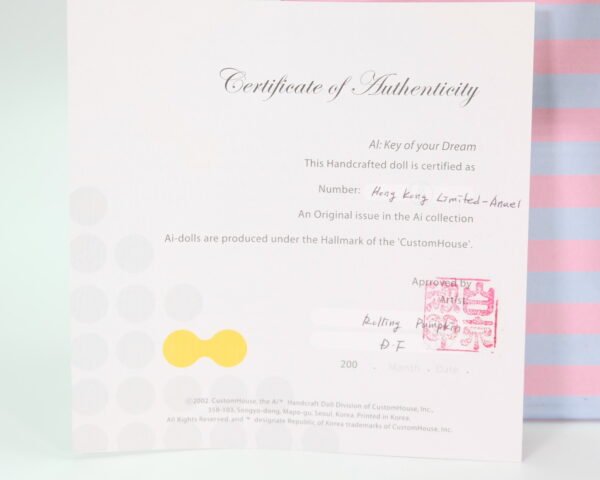 Certificate of Authenticity
AI: Key of your Dream
This Handcrafted doll is certified as
Number: Hong Kong Limited-Anuel
An Original issue in the Ai collection
Ai-dolls are produced under the Hallmark of the 'CustomHouse'.
Approved by
Artist:
Rolling Pumpkin
D.F
200 . Month . Date .
©2002 CustomHouse, the Ai™ Handcraft Doll Division of CustomHouse, Inc.,
358-103, Seogyo-dong, Mapo-gu, Seoul, Korea. Printed in Korea.
All Rights Reserved and ™ designate Republic of Korea trademarks of CustomHouse, Inc.